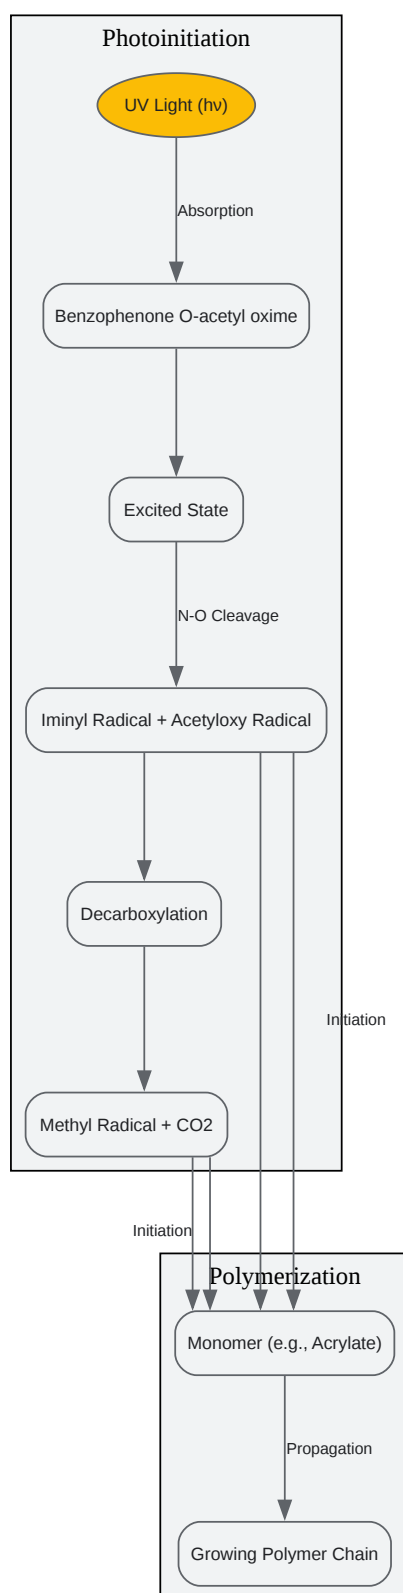 Photoinitiation
UV Light (hν)
Absorption
Benzophenone O-acetyl oxime
Excited State
N-O Cleavage
Iminyl Radical + Acetyloxy Radical
Decarboxylation
Initiation
Methyl Radical + CO2
Initiation
Polymerization
Monomer (e.g., Acrylate)
Propagation
Growing Polymer Chain